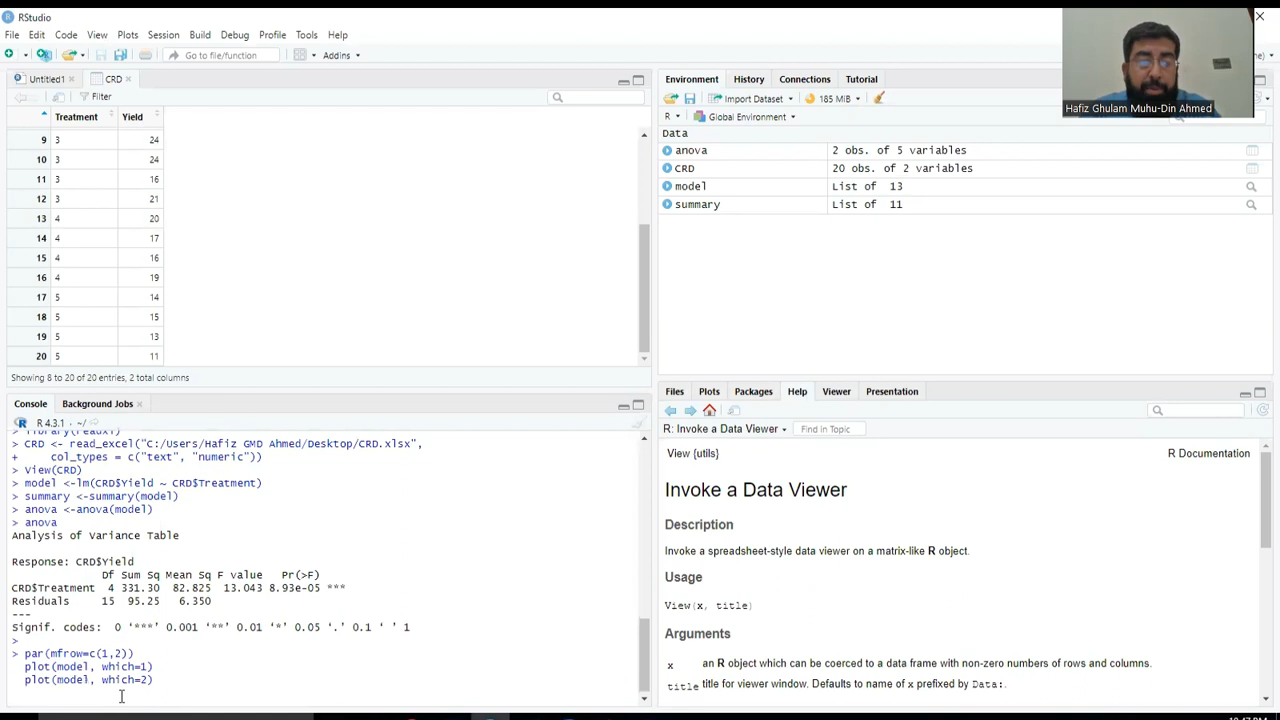 RStudio
File Edit Code View Plots Session Build Debug Profile Tools Help
Go to file/function Addins
Hafiz Ghulam Muhu-Din Ahmed
Untitled1 CRD
Filter
Treatment Yield
9 3 24
10 3 24
11 3 16
12 3 21
13 4 20
14 4 17
15 4 16
16 4 19
17 5 14
18 5 15
19 5 13
20 5 11
Showing 8 to 20 of 20 entries, 2 total columns
Console Background Jobs
R 4.3.1 · ~/
> CRD <- read_excel("C:/Users/Hafiz GMD Ahmed/Desktop/CRD.xlsx",
+ col_types = c("text", "numeric"))
> View(CRD)
> model <-lm(CRD$Yield ~ CRD$Treatment)
> summary <-summary(model)
> anova <-anova(model)
> anova
Analysis of Variance Table
Response: CRD$Yield
Df Sum Sq Mean Sq F value Pr(>F)
CRD$Treatment 4 331.30 82.825 13.043 8.93e-05 ***
Residuals 15 95.25 6.350
---
Signif. codes: 0 ‘***’ 0.001 ‘**’ 0.01 ‘*’ 0.05 ‘.’ 0.1 ‘ ’ 1
>
> par(mfrow=c(1,2))
plot(model, which=1)
plot(model, which=2)
Environment History Connections Tutorial
Import Dataset 185 MiB
R Global Environment
Data
anova 2 obs. of 5 variables
CRD 20 obs. of 2 variables
model List of 13
summary List of 11
Files Plots Packages Help Viewer Presentation
R: Invoke a Data Viewer Find in Topic
View {utils} R Documentation
Invoke a Data Viewer
Description
Invoke a spreadsheet-style data viewer on a matrix-like R object.
Usage
View(x, title)
Arguments
x an R object which can be coerced to a data frame with non-zero numbers of rows and columns.
title title for viewer window. Defaults to name of x prefixed by Data:.